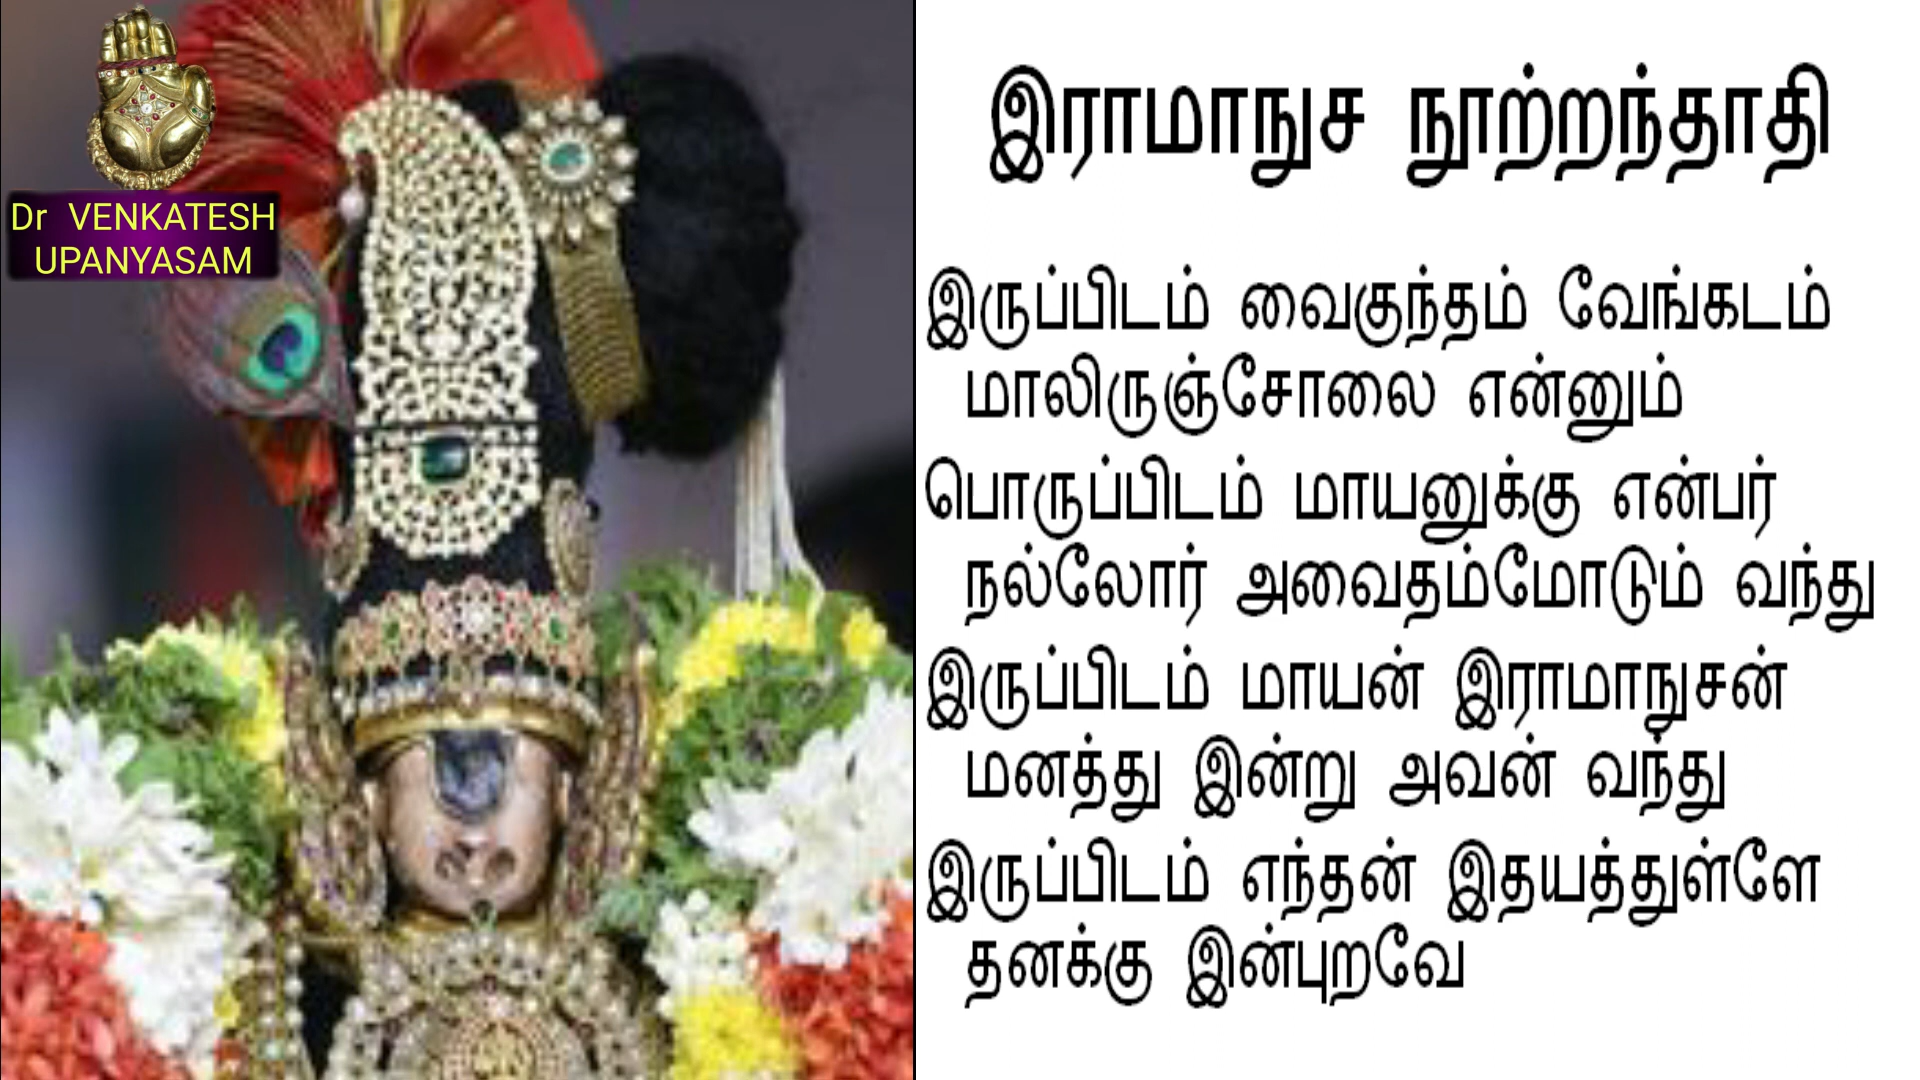 Dr VENKATESH
UPANYASAM
இராமாநுச நூற்றந்தாதி
இருப்பிடம் வைகுந்தம் வேங்கடம்
மாலிருஞ்சோலை என்னும்
பொருப்பிடம் மாயனுக்கு என்பர்
நல்லோர் அவைதம்மோடும் வந்து
இருப்பிடம் மாயன் இராமாநுசன்
மனத்து இன்று அவன் வந்து
இருப்பிடம் எந்தன் இதயத்துள்ளே
தனக்கு இன்புறவே